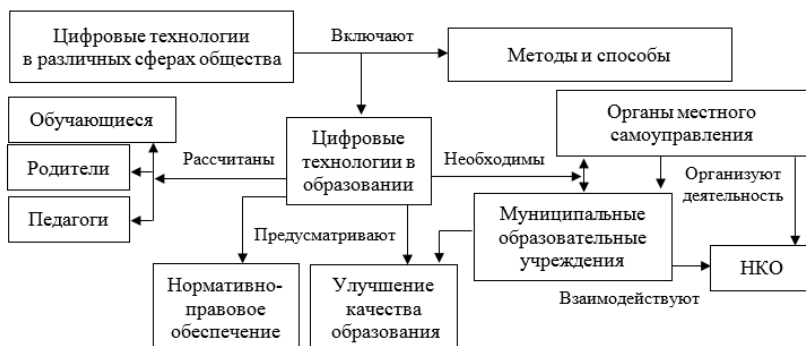 Цифровые технологии
в различных сферах общества
Включают
Методы и способы
Обучающиеся
Родители
Педагоги
Рассчитаны
Цифровые
технологии в
образовании
Необходимы
Органы местного
самоуправления
Организуют
деятельность
Муниципальные
образовательные
учреждения
Предусматривают
Нормативно-
правовое
обеспечение
Улучшение
качества
образования
НКО
Взаимодействуют